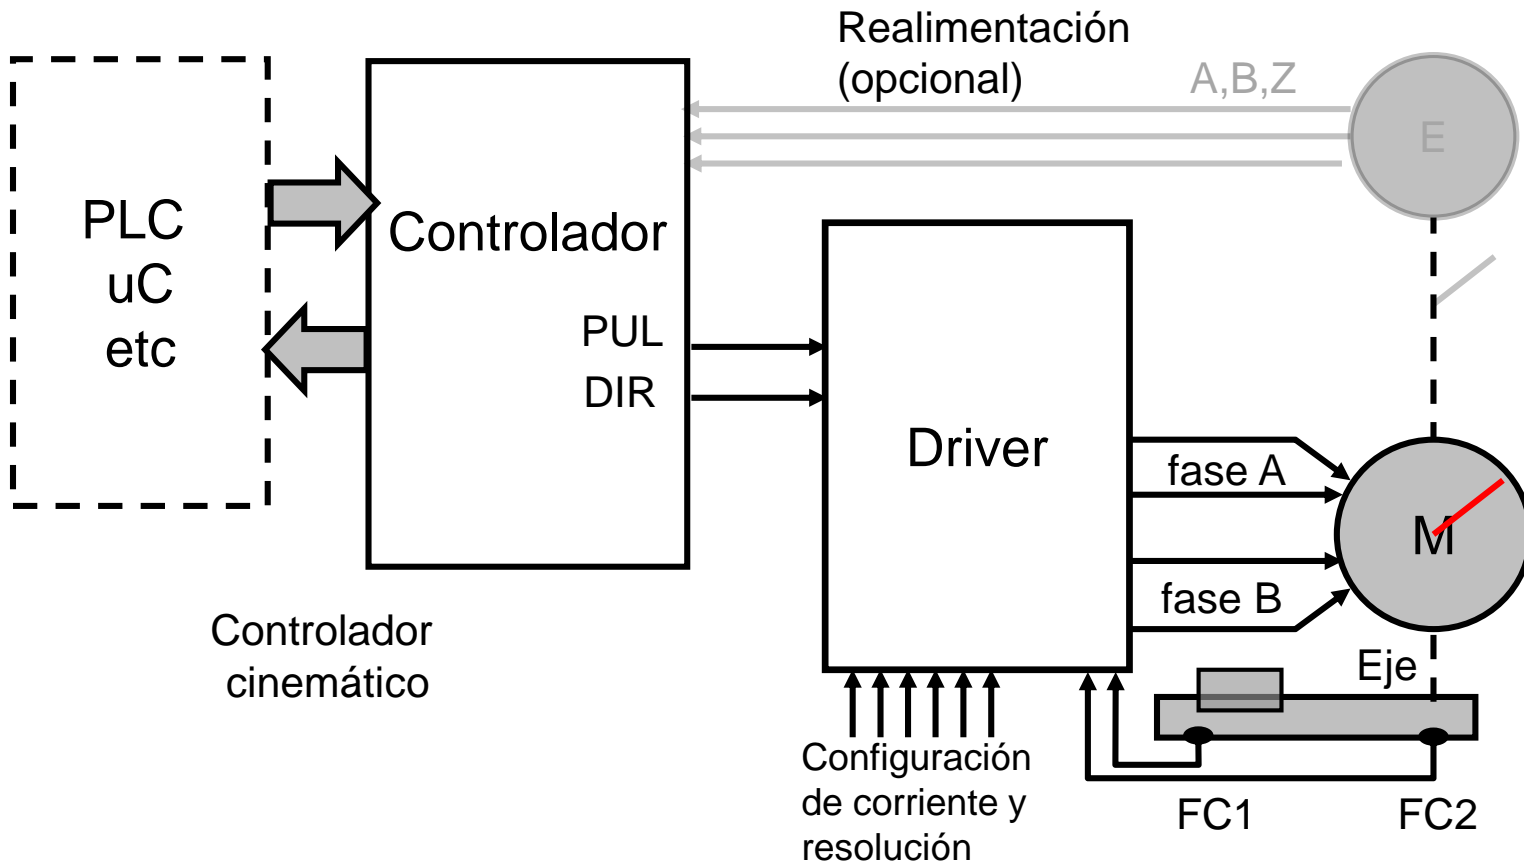 Realimentación
(opcional)
A,B,Z
E
PLC
uC
etc
Controlador
PUL
DIR
Driver
fase A
M
fase B
Controlador
cinemático
Eje
Configuración
de corriente y
resolución
FC1
FC2